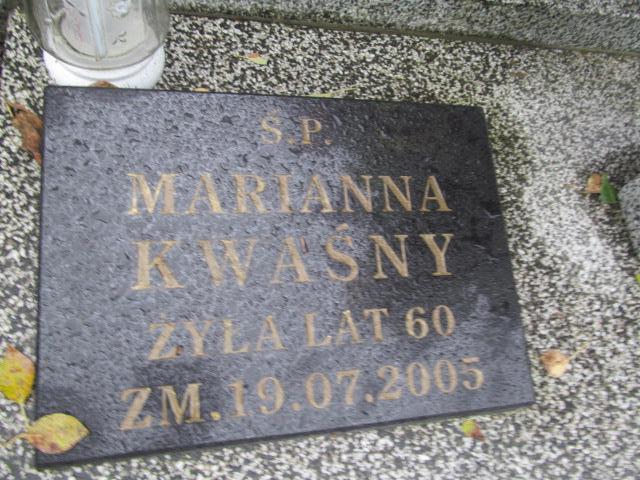 Ś.P.
MARIANNA
KWAŚNY
ŻYŁA LAT 60
ZM. 19.07.2005